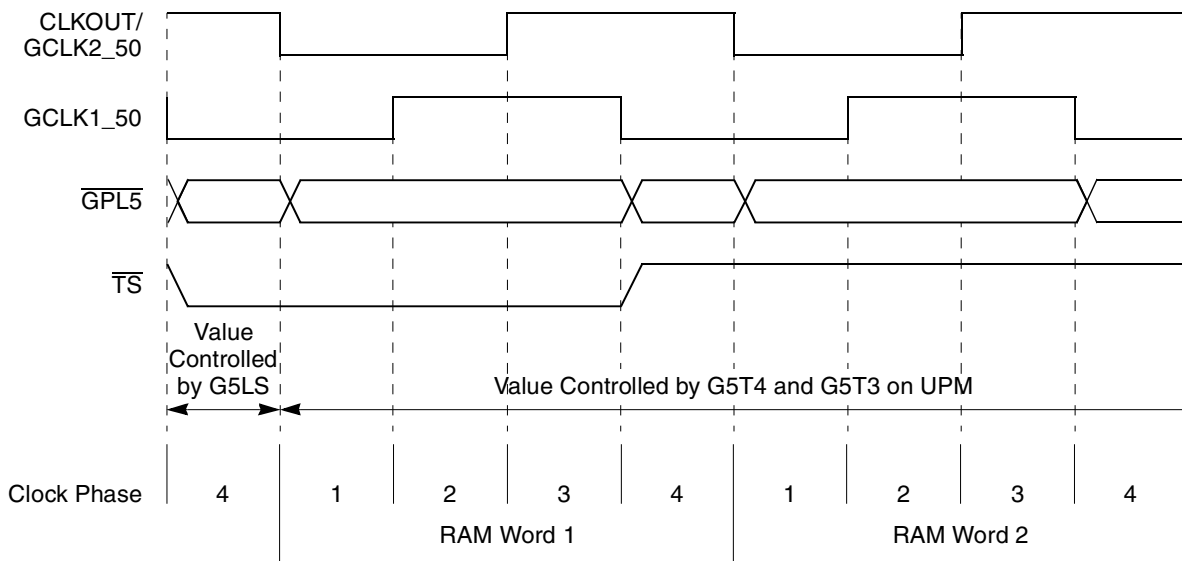 CLKOUT/
GCLK2_50
GCLK1_50
GPL5
TS
Value
Controlled
by G5LS
Value Controlled by G5T4 and G5T3 on UPM
Clock Phase 4 1 2 3 4 1 2 3 4
RAM Word 1 RAM Word 2